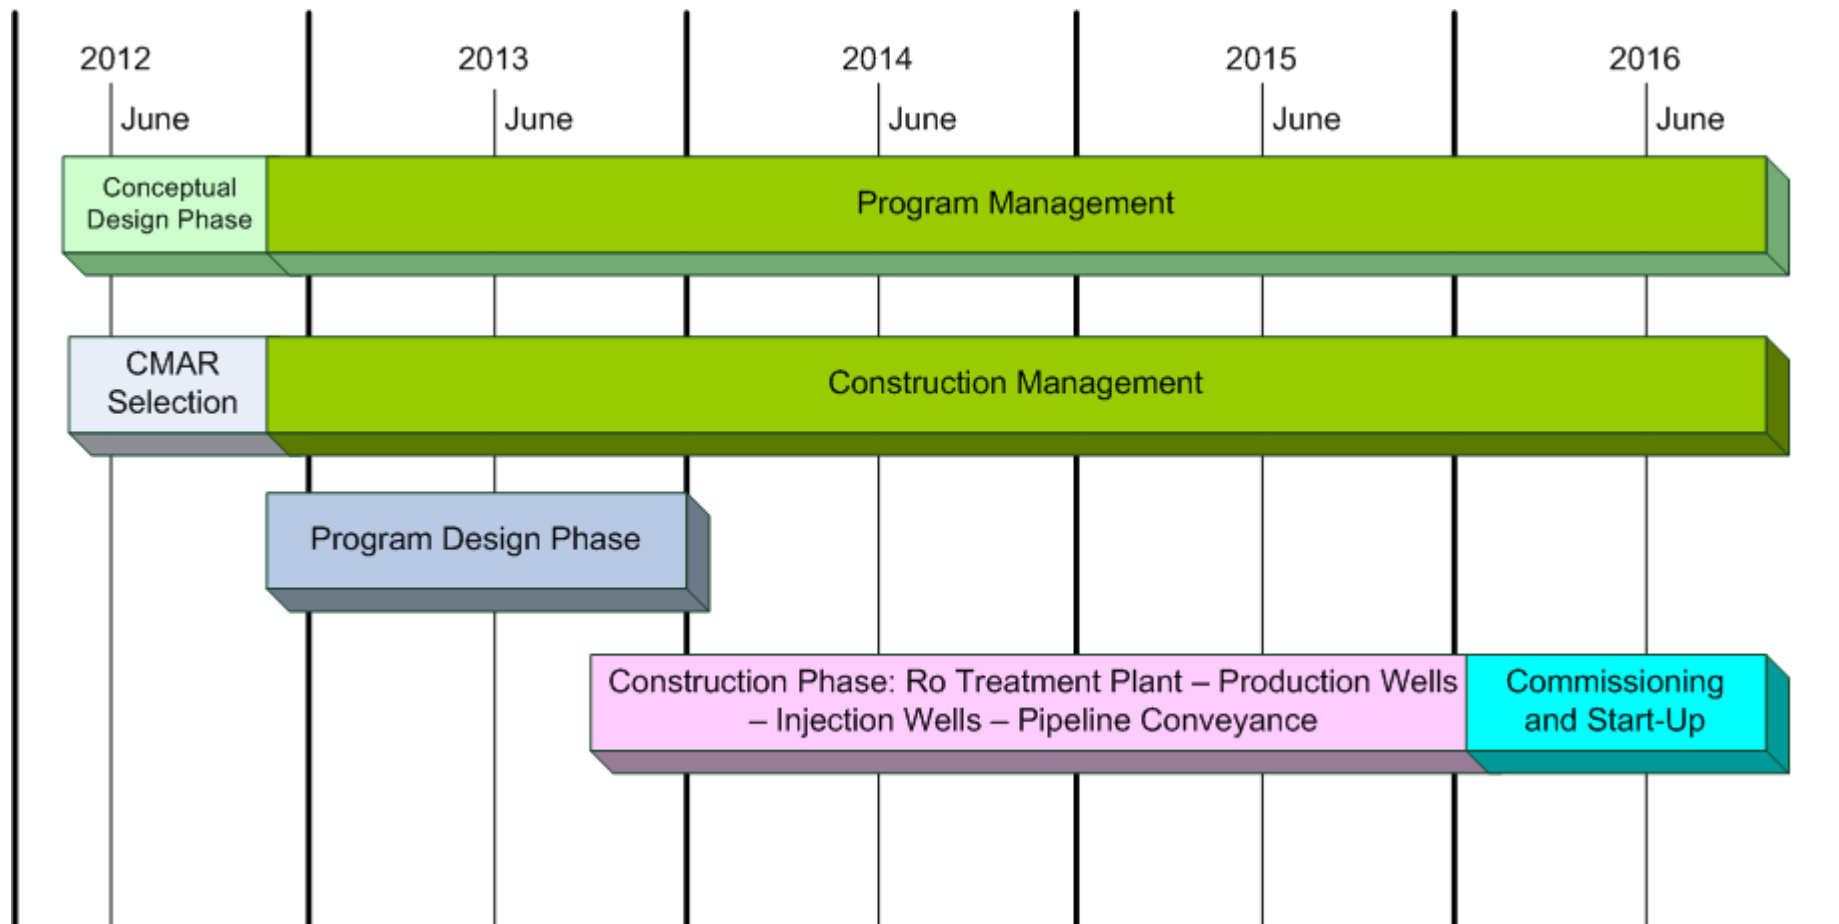 2012
2013
2014
2015
2016
June
June
June
June
June
Conceptual
Design Phase
Program Management
CMAR
Selection
Construction Management
Program Design Phase
Construction Phase: Ro Treatment Plant – Production Wells
– Injection Wells – Pipeline Conveyance
Commissioning
and Start-Up